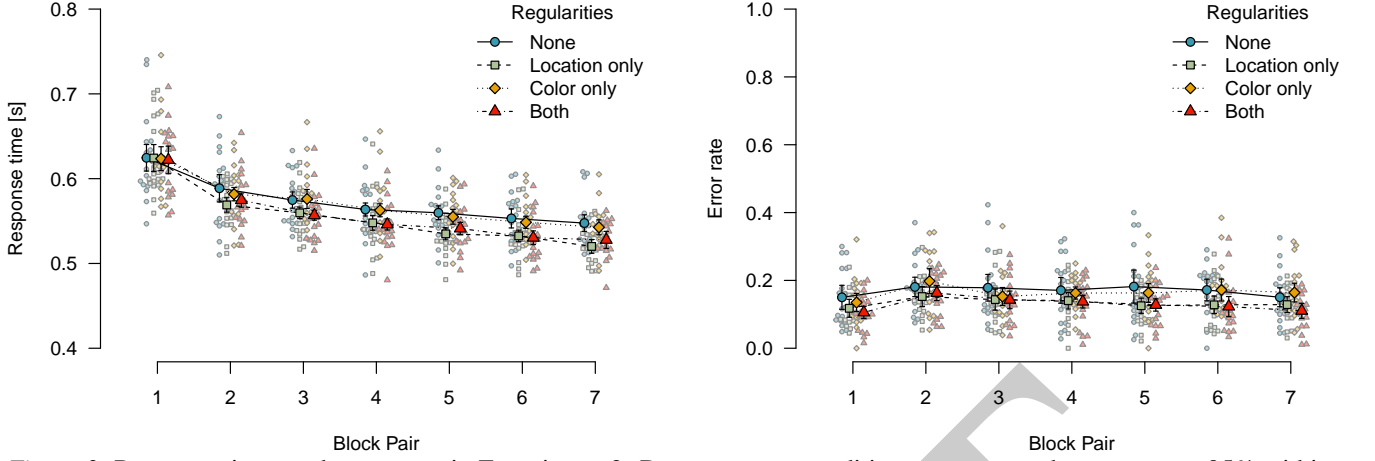 Regularities
None
Location only
Color only
Both
Response time [s]
0.8
0.7
0.6
0.5
0.4
1 2 3 4 5 6 7
Block Pair
Regularities
None
Location only
Color only
Both
Error rate
1.0
0.8
0.6
0.4
0.2
0.0
1 2 3 4 5 6 7
Block Pair